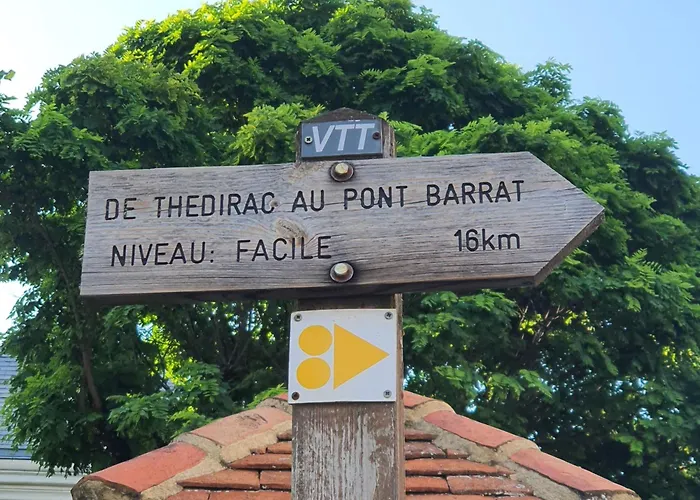 VTT
DE THEDIRAC AU PONT BARRAT
NIVEAU: FACILE 16km